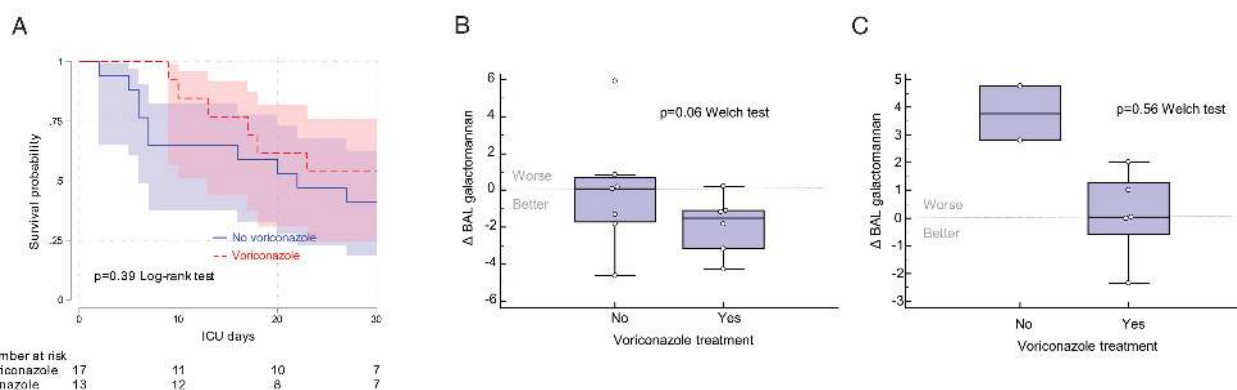 A
Survival probability
1
.75
.5
.25
0
No voriconazole
Voriconazole
p=0.39 Log-rank test
0 10 20 30
ICU days
mber at risk
riconazole 17 11 10 7
nazole 13 12 8 7
B
Δ BAL galactomannan
6
4
2
0
-2
-4
-6
p=0.06 Welch test
Worse
Better
No Yes
Voriconazole treatment
C
Δ BAL galactomannan
5
4
3
2
1
0
-1
-2
-3
p=0.56 Welch test
Worse
Better
No Yes
Voriconazole treatment